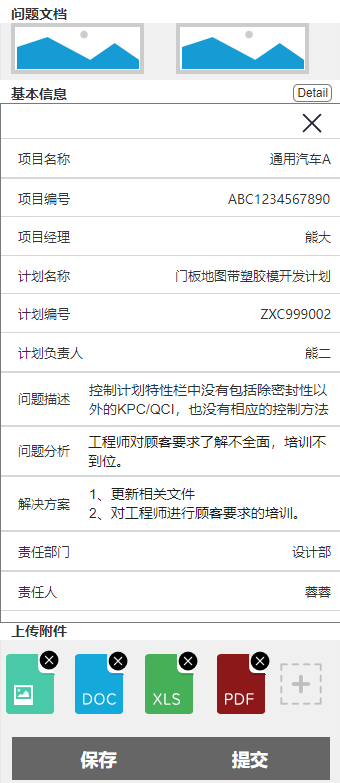 问题文档
基本信息 Detail
项目名称 通用汽车A
项目编号 ABC1234567890
项目经理 熊大
计划名称 门板地图带塑胶模开发计划
计划编号 ZXC999002
计划负责人 熊二
问题描述 控制计划特性栏中没有包括除密封性以
外的KPC/QCI，也没有相应的控制方法
问题分析 工程师对顾客要求了解不全面，培训不
到位。
解决方案 1、更新相关文件
2、对工程师进行顾客要求的培训。
责任部门 设计部
责任人 蓉蓉
上传附件
DOC XLS PDF
保存 提交